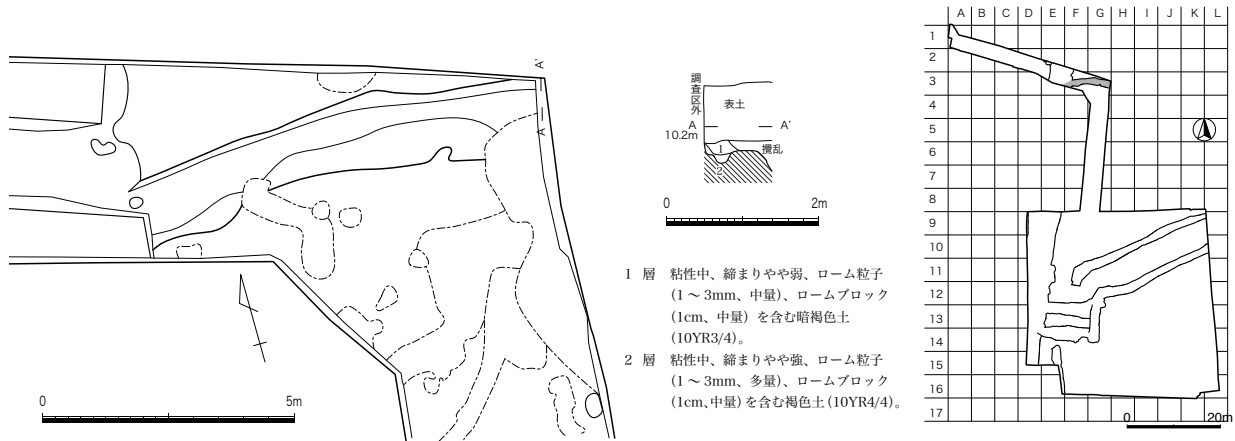 A'
A
0
5m
調査区外
表土
A
A'
10.2m
1
攪乱
2
0
2m
1 層 粘性中、締まりやや弱、ローム粒子
(1～3mm、中量)、ロームブロック
(1cm、中量) を含む暗褐色土
(10YR3/4)。
2 層 粘性中、締まりやや強、ローム粒子
(1～3mm、多量)、ロームブロック
(1cm、中量) を含む褐色土 (10YR4/4)。
A B C D E F G H I J K L
1
2
3
4
5
6
7
8
9
10
11
12
13
14
15
16
17
0
20m